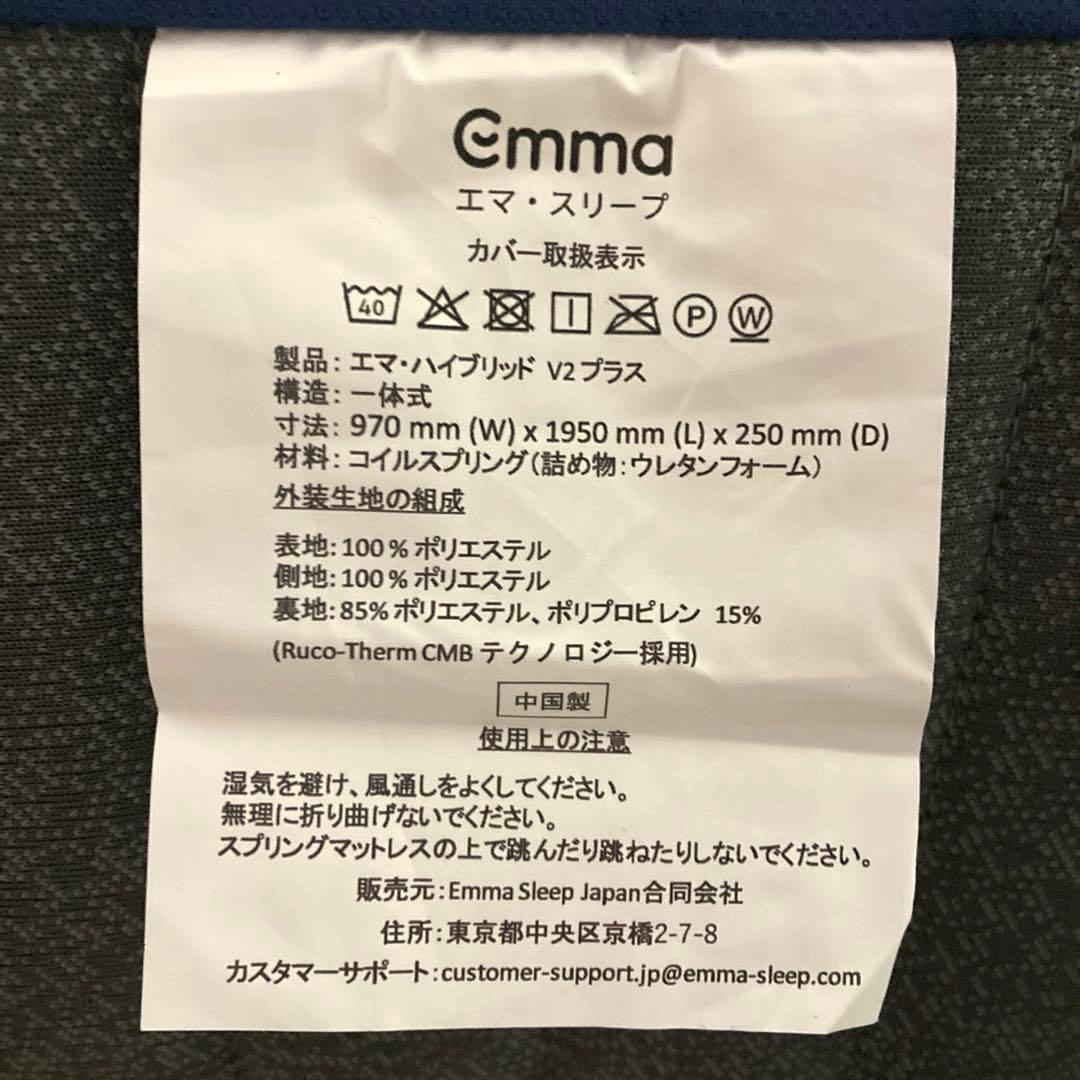 Emma
エマ・スリープ
カバー取扱表示
40 P W
製品: エマ・ハイブリッド V2 プラス
構造: 一体式
寸法: 970 mm (W) x 1950 mm (L) x 250 mm (D)
材料: コイルスプリング(詰め物:ウレタンフォーム)
外装生地の組成
表地: 100 % ポリエステル
側地: 100 % ポリエステル
裏地: 85% ポリエステル、ポリプロピレン 15%
(Ruco-Therm CMB テクノロジー採用)
中国製
使用上の注意
湿気を避け、風通しをよくしてください。
無理に折り曲げないでください。
スプリングマットレスの上で跳んだり跳ねたりしないでください。
販売元:Emma Sleep Japan合同会社
住所:東京都中央区京橋2-7-8
カスタマーサポート:customer-support.jp@emma-sleep.com